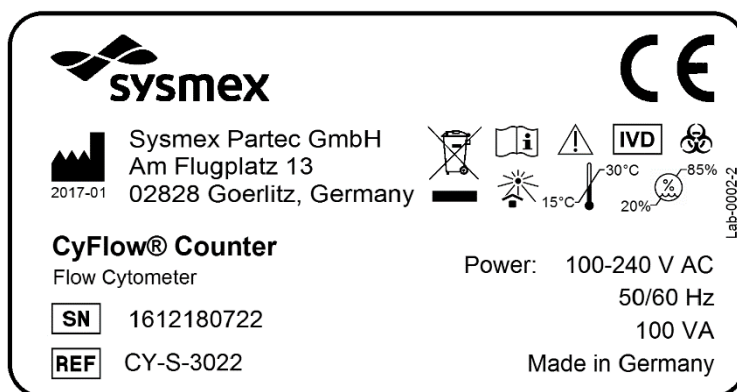 sysmex
CE
Sysmex Partec GmbH
Am Flugplatz 13
02828 Goerlitz, Germany
2017-01
i
IVD
30°C
15°C
%
85%
20%
Lab-0002-2
CyFlow® Counter
Flow Cytometer
SN 1612180722
REF CY-S-3022
Power: 100-240 V AC
50/60 Hz
100 VA
Made in Germany